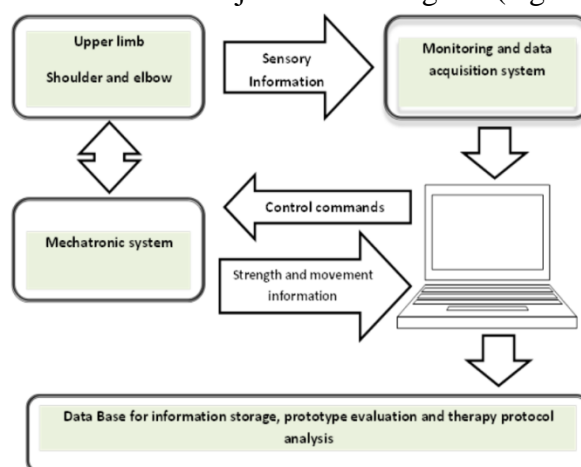 Upper limb
Shoulder and elbow
Sensory
Information
Monitoring and data
acquisition system
Control commands
Mechatronic system
Strength and movement
information
Data Base for information storage, prototype evaluation and therapy protocol
analysis